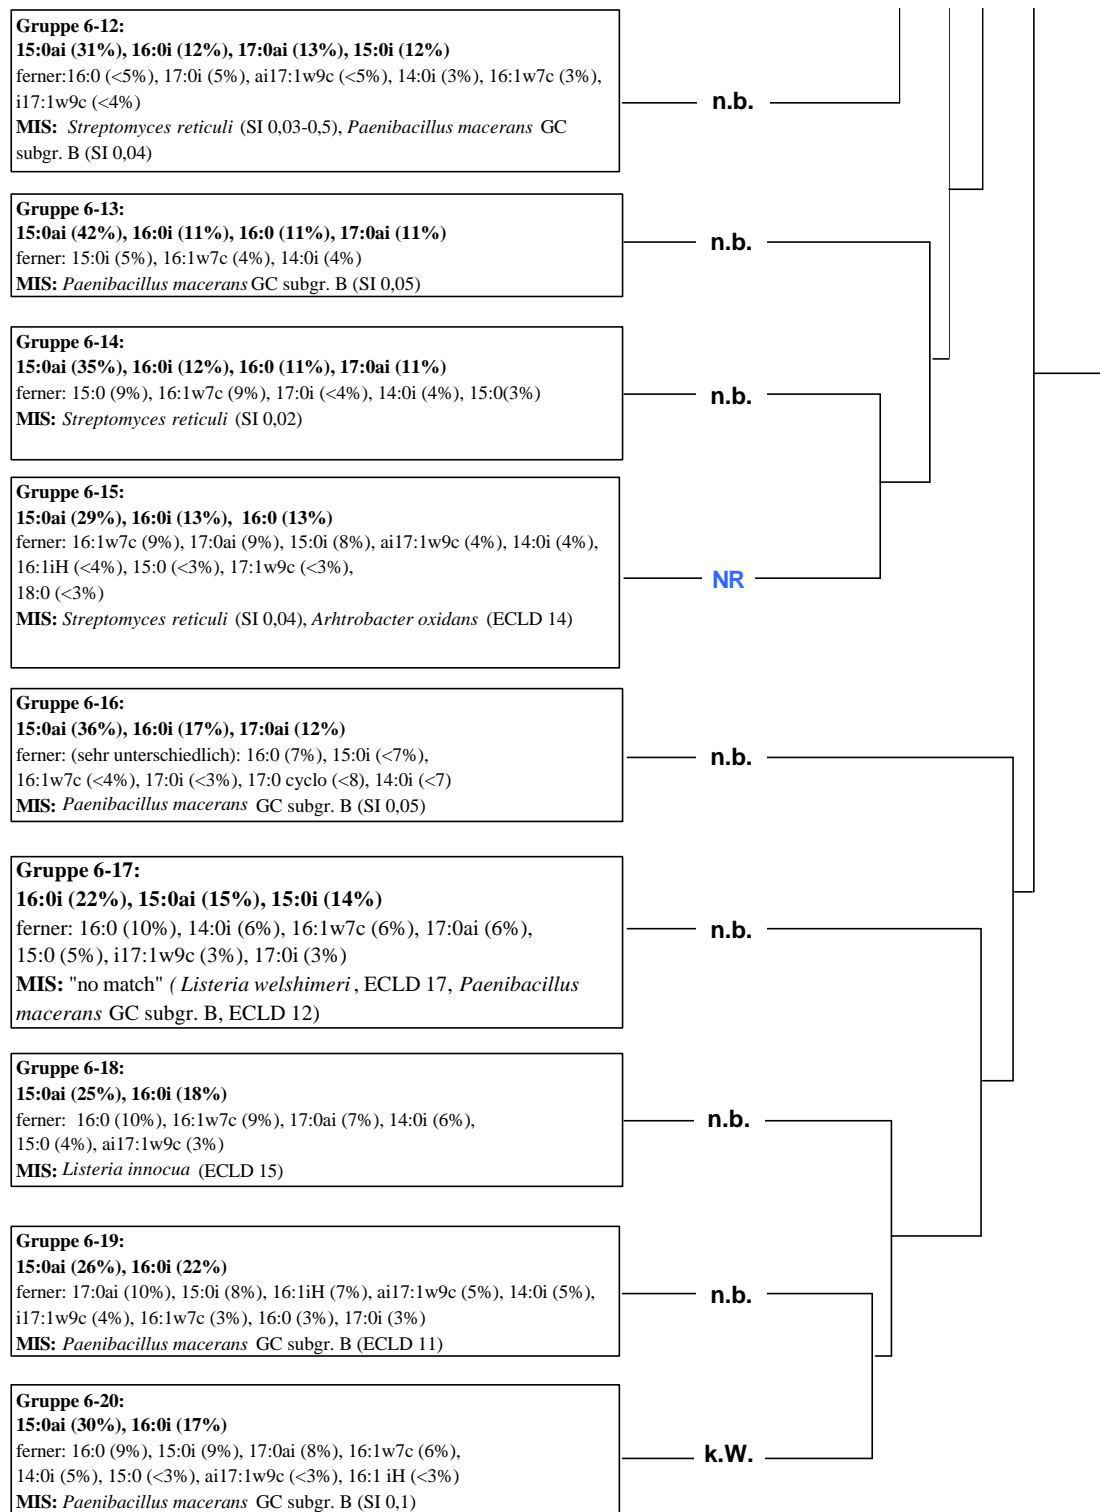 Gruppe 6-12:
15:0ai (31%), 16:0i (12%), 17:0ai (13%), 15:0i (12%)
ferner:16:0 (<5%), 17:0i (5%), ai17:1w9c (<5%), 14:0i (3%), 16:1w7c (3%),
i17:1w9c (<4%)
MIS: Streptomyces reticuli (SI 0,03-0,5), Paenibacillus macerans GC
subgr. B (SI 0,04)
n.b.
Gruppe 6-13:
15:0ai (42%), 16:0i (11%), 16:0 (11%), 17:0ai (11%)
ferner: 15:0i (5%), 16:1w7c (4%), 14:0i (4%)
MIS: Paenibacillus macerans GC subgr. B (SI 0,05)
n.b.
Gruppe 6-14:
15:0ai (35%), 16:0i (12%), 16:0 (11%), 17:0ai (11%)
ferner: 15:0 (9%), 16:1w7c (9%), 17:0i (<4%), 14:0i (4%), 15:0(3%)
MIS: Streptomyces reticuli (SI 0,02)
n.b.
Gruppe 6-15:
15:0ai (29%), 16:0i (13%), 16:0 (13%)
ferner: 16:1w7c (9%), 17:0ai (9%), 15:0i (8%), ai17:1w9c (4%), 14:0i (4%),
16:1iH (<4%), 15:0 (<3%), 17:1w9c (<3%),
18:0 (<3%)
MIS: Streptomyces reticuli (SI 0,04), Arhtrobacter oxidans (ECLD 14)
NR
Gruppe 6-16:
15:0ai (36%), 16:0i (17%), 17:0ai (12%)
ferner: (sehr unterschiedlich): 16:0 (7%), 15:0i (<7%),
16:1w7c (<4%), 17:0i (<3%), 17:0 cyclo (<8), 14:0i (<7)
MIS: Paenibacillus macerans GC subgr. B (SI 0,05)
n.b.
Gruppe 6-17:
16:0i (22%), 15:0ai (15%), 15:0i (14%)
ferner: 16:0 (10%), 14:0i (6%), 16:1w7c (6%), 17:0ai (6%),
15:0 (5%), i17:1w9c (3%), 17:0i (3%)
MIS: "no match" ( Listeria welshimeri , ECLD 17, Paenibacillus
macerans GC subgr. B, ECLD 12)
n.b.
Gruppe 6-18:
15:0ai (25%), 16:0i (18%)
ferner: 16:0 (10%), 16:1w7c (9%), 17:0ai (7%), 14:0i (6%),
15:0 (4%), ai17:1w9c (3%)
MIS: Listeria innocua (ECLD 15)
n.b.
Gruppe 6-19:
15:0ai (26%), 16:0i (22%)
ferner: 17:0ai (10%), 15:0i (8%), 16:1iH (7%), ai17:1w9c (5%), 14:0i (5%),
i17:1w9c (4%), 16:1w7c (3%), 16:0 (3%), 17:0i (3%)
MIS: Paenibacillus macerans GC subgr. B (ECLD 11)
n.b.
Gruppe 6-20:
15:0ai (30%), 16:0i (17%)
ferner: 16:0 (9%), 15:0i (9%), 17:0ai (8%), 16:1w7c (6%),
14:0i (5%), 15:0 (<3%), ai17:1w9c (<3%), 16:1 iH (<3%)
MIS: Paenibacillus macerans GC subgr. B (SI 0,1)
k.W.